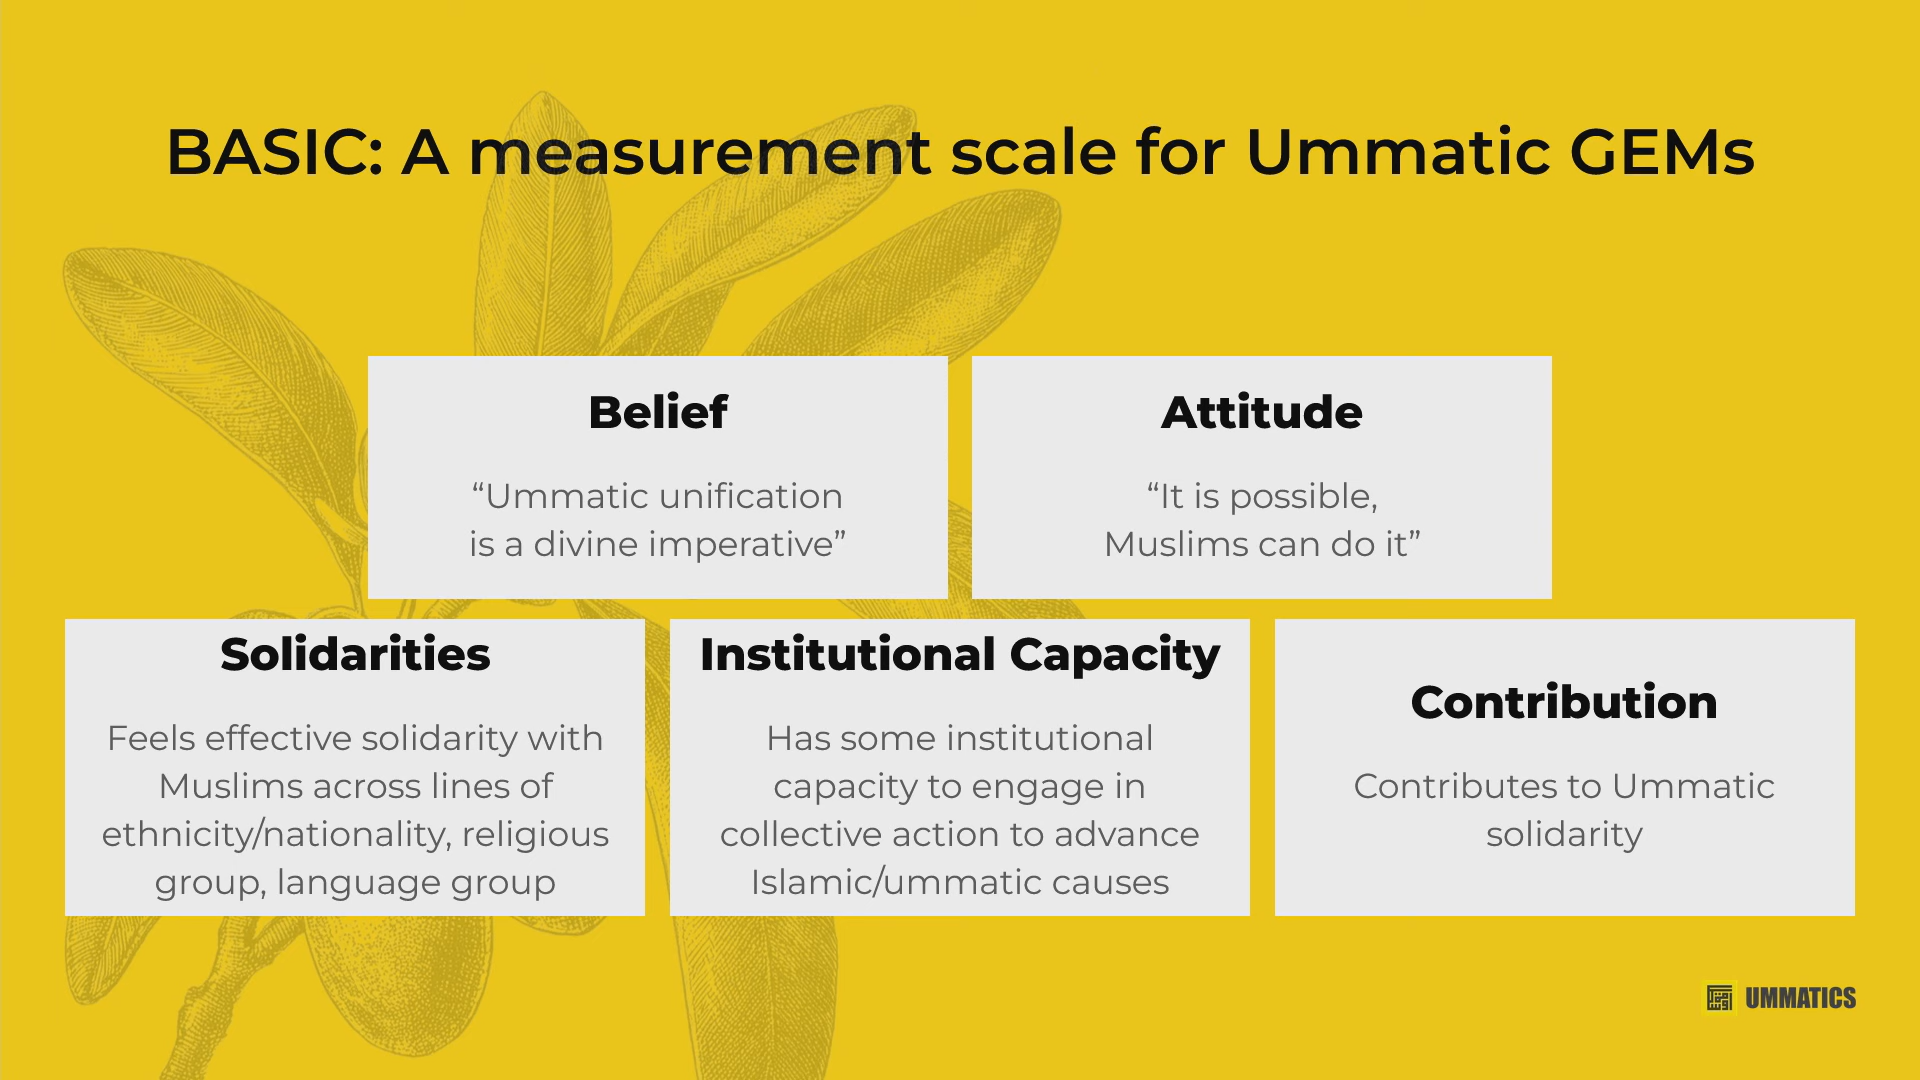 BASIC: A measurement scale for Ummatic GEMs
Belief
“Ummatic unification
is a divine imperative”
Attitude
“It is possible,
Muslims can do it”
Solidarities
Feels effective solidarity with
Muslims across lines of
ethnicity/nationality, religious
group, language group
Institutional Capacity
Has some institutional
capacity to engage in
collective action to advance
Islamic/ummatic causes
Contribution
Contributes to Ummatic
solidarity
UMMATICS